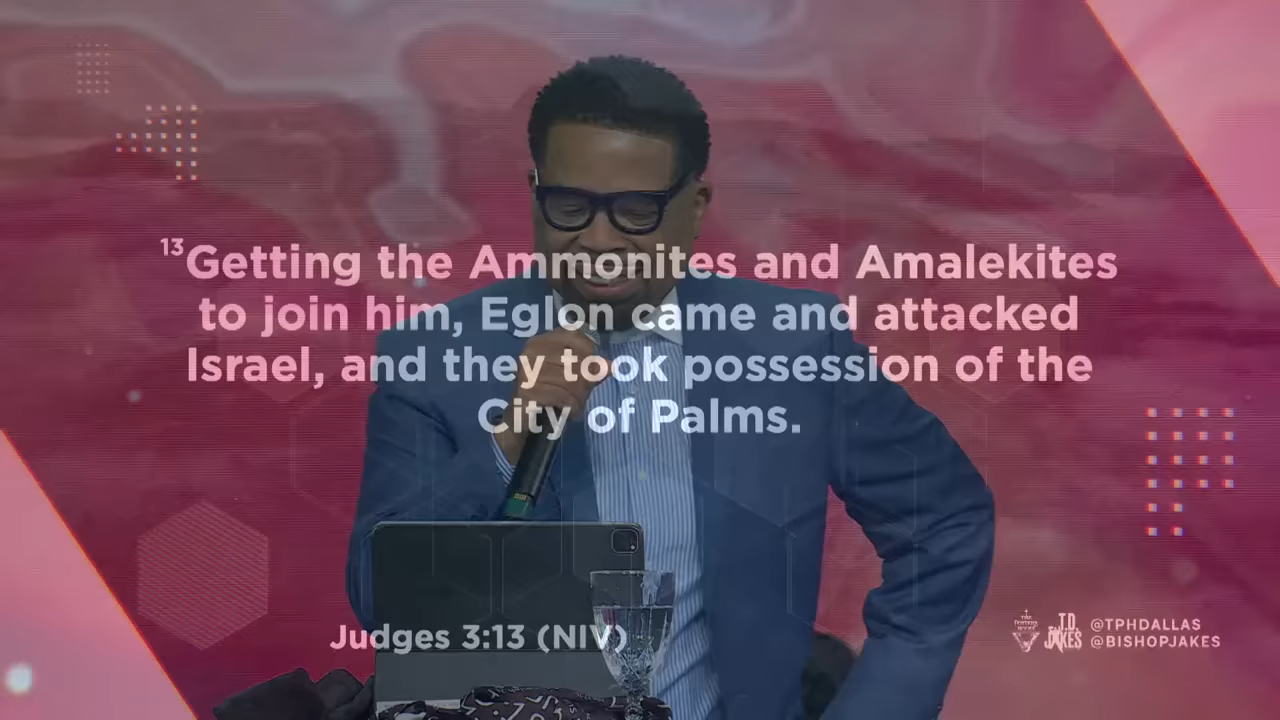 ¹³Getting the Ammonites and Amalekites
to join him, Eglon came and attacked
Israel, and they took possession of the
City of Palms.
Judges 3:13 (NIV)
T.D. JAKES
@TPHDALLAS
@BISHOPJAKES